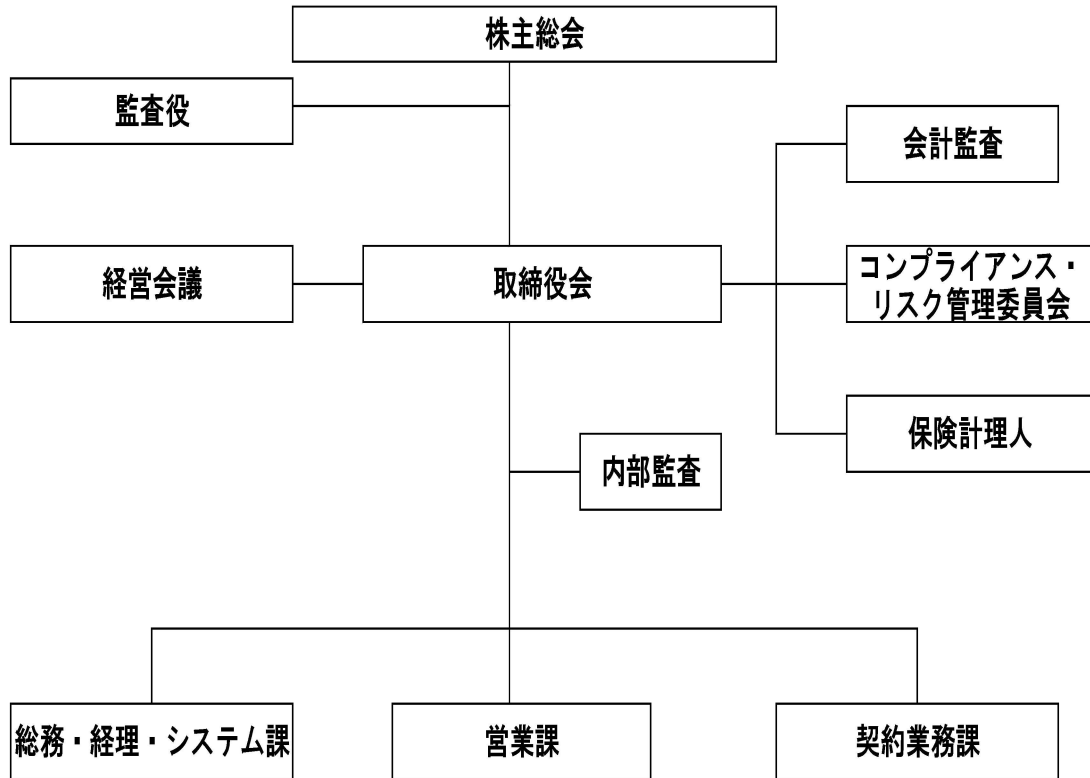 株主総会
監査役
会計監査
経営会議
取締役会
コンプライアンス・
リスク管理委員会
保険計理人
内部監査
総務・経理・システム課
営業課
契約業務課